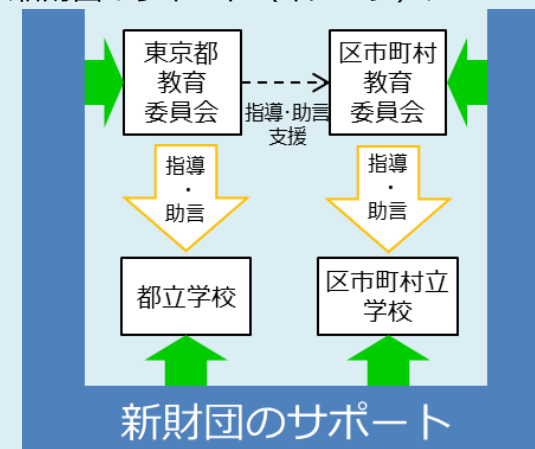 東京都
教育
委員会
区市町村
教育
委員会
指導・助言
支援
指導
・
助言
指導
・
助言
都立学校
区市町村立
学校
新財団のサポート